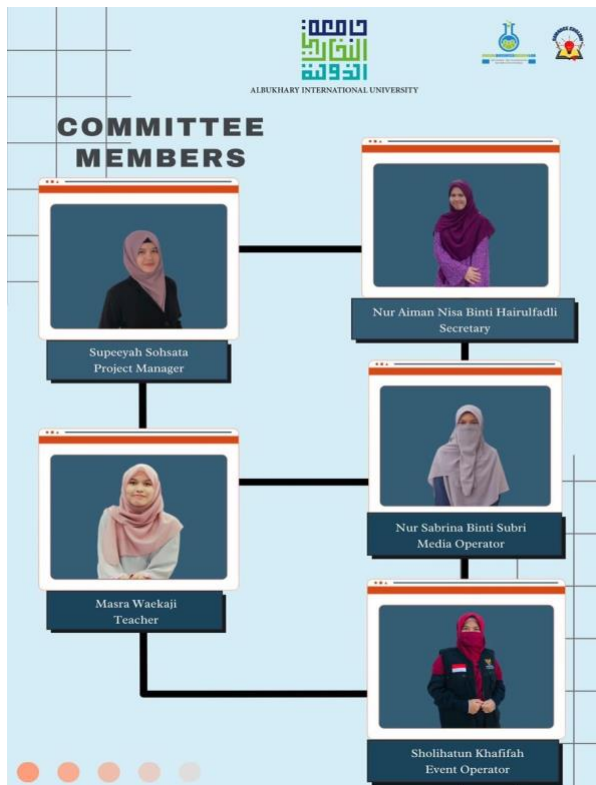 جامعة
البخاري
الدولية
ALBUKHARY INTERNATIONAL UNIVERSITY
COMMITTEE
MEMBERS
Supeeyah Sohsata
Project Manager
Nur Aiman Nisa Binti Hairulfadli
Secretary
Masra Waekaji
Teacher
Nur Sabrina Binti Subri
Media Operator
Sholihatun Khafifah
Event Operator